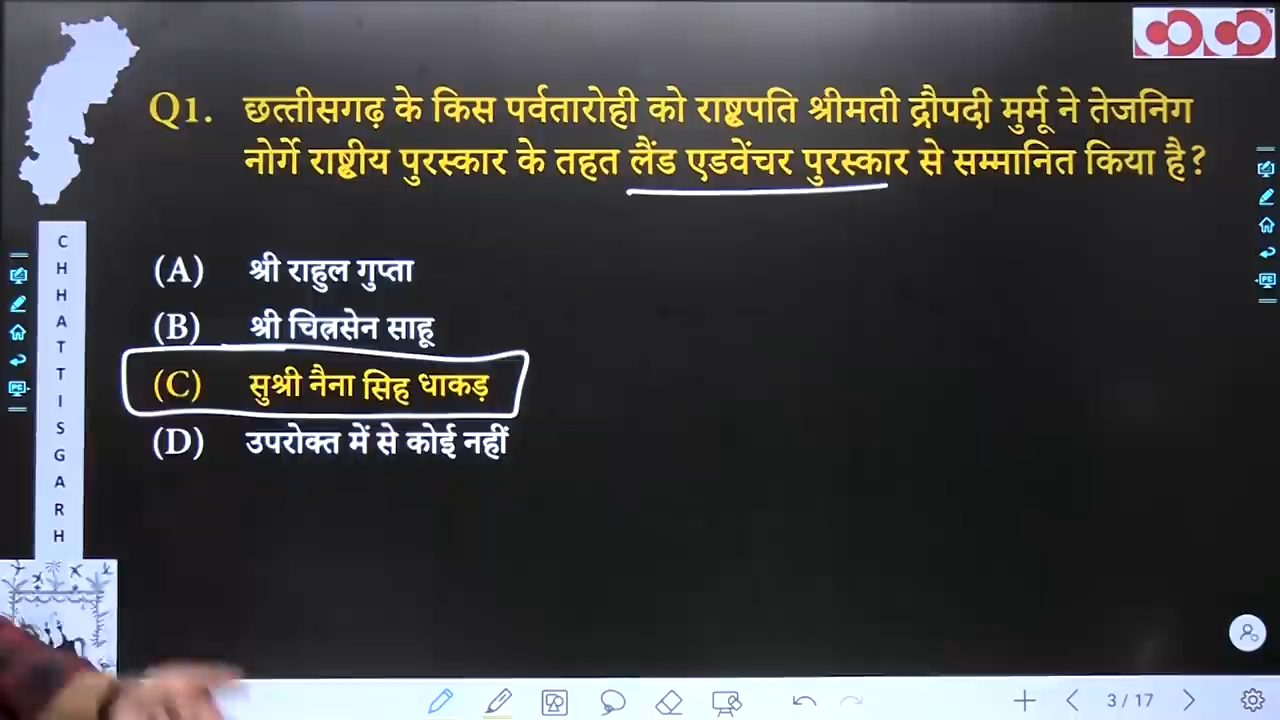 Q1. छत्तीसगढ़ के किस पर्वतारोही को राष्ट्रपति श्रीमती द्रौपदी मुर्मू ने तेजनिग
नोर्गे राष्ट्रीय पुरस्कार के तहत लैंड एडवेंचर पुरस्कार से सम्मानित किया है?
(A) श्री राहुल गुप्ता
(B) श्री चित्रसेन साहू
(C) सुश्री नैना सिह धाकड़
(D) उपरोक्त में से कोई नहीं
CHHATTISGARH
3 / 17